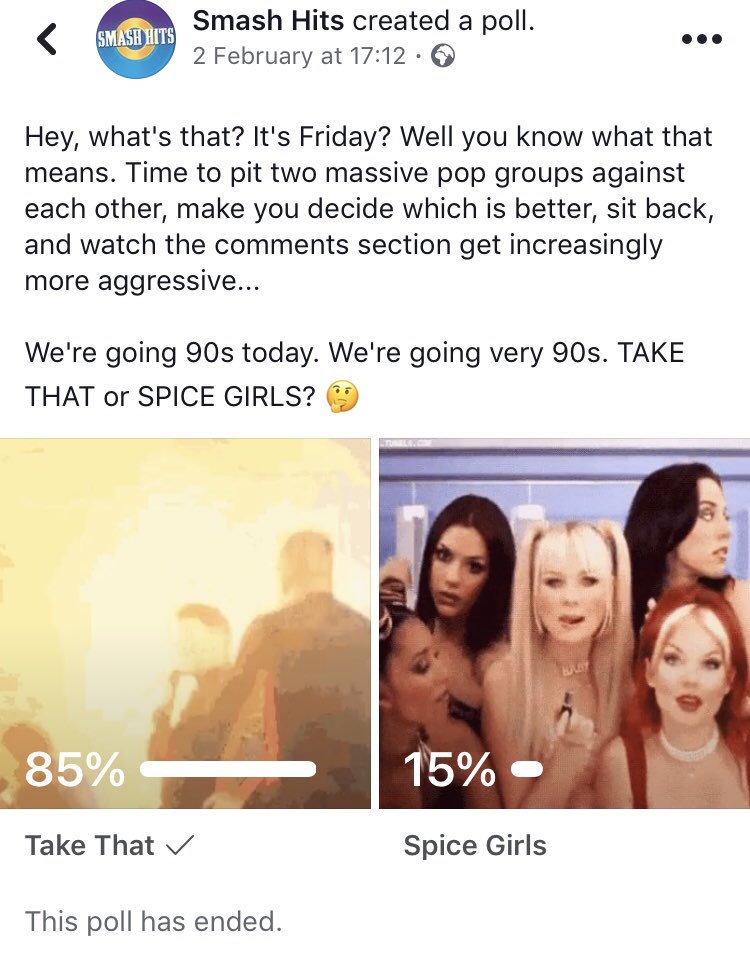 Smash Hits created a poll.
SMASH HITS
2 February at 17:12 ·
Hey, what's that? It's Friday? Well you know what that
means. Time to pit two massive pop groups against
each other, make you decide which is better, sit back,
and watch the comments section get increasingly
more aggressive...
We're going 90s today. We're going very 90s. TAKE
THAT or SPICE GIRLS? 🤔
85%
15%
Take That ✓
Spice Girls
This poll has ended.